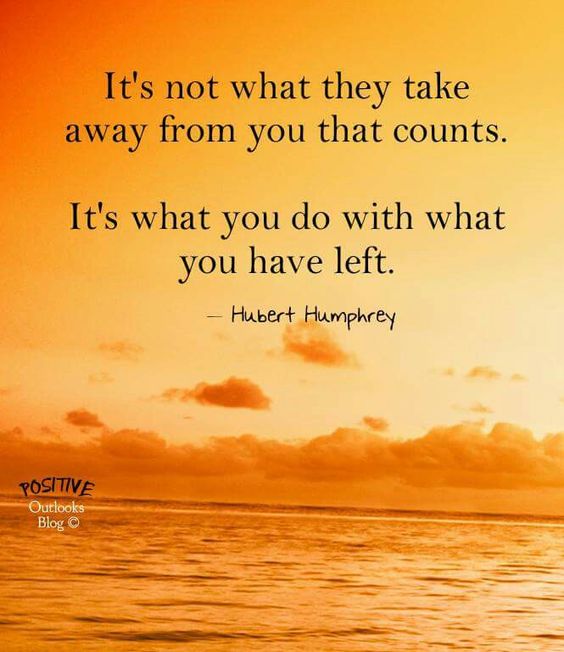 It's not what they take
away from you that counts.
It's what you do with what
you have left.
– Hubert Humphrey
POSITIVE
Outlooks
Blog ©